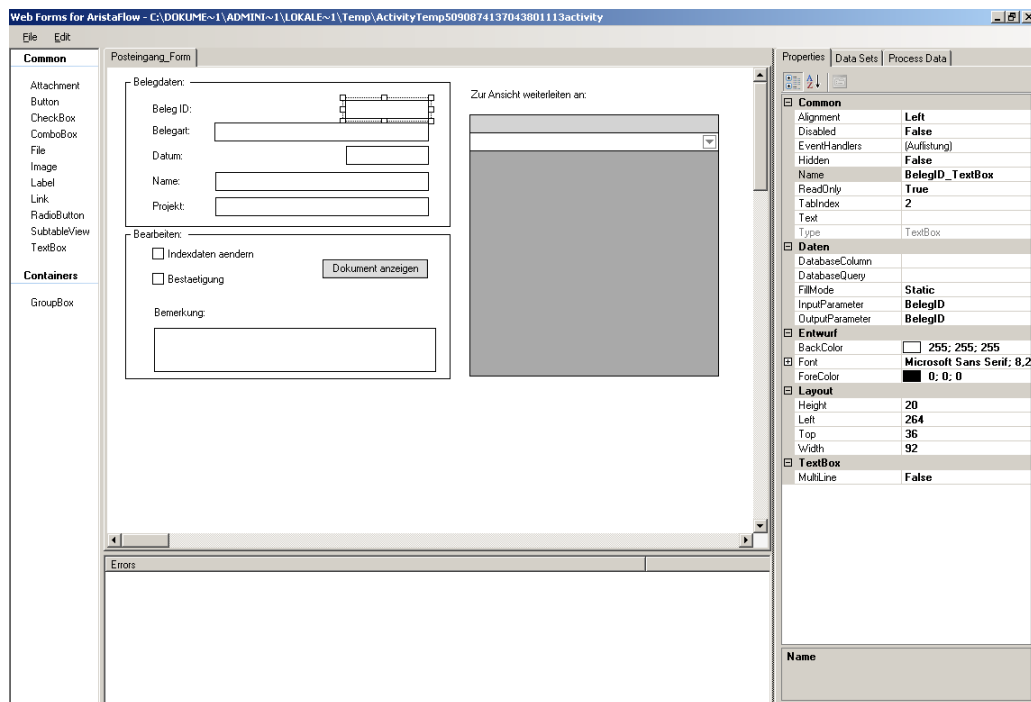 Web Forms for AristaFlow - C:\DOKUME~1\ADMINI~1\LOKALE~1\Temp\ActivityTemp5090874137043801113activity
File Edit
Common
Attachment
Button
CheckBox
ComboBox
File
Image
Label
Link
RadioButton
SubtableView
TextBox
Containers
GroupBox
Posteingang_Form
Belegdaten:
Beleg ID:
Belegart:
Datum:
Name:
Projekt:
Bearbeiten:
Indexdaten aendern
Bestaetigung
Dokument anzeigen
Bemerkung:
Zur Ansicht weiterleiten an:
Errors
Properties Data Sets Process Data
Common
Alignment Left
Disabled False
EventHandlers (Auflistung)
Hidden False
Name BelegID_TextBox
ReadOnly True
TabIndex 2
Text
Type TextBox
Daten
DatabaseColumn
DatabaseQuery
FillMode Static
InputParameter BelegID
OutputParameter BelegID
Entwurf
BackColor 255; 255; 255
Font Microsoft Sans Serif; 8,2
ForeColor 0; 0; 0
Layout
Height 20
Left 264
Top 36
Width 92
TextBox
MultiLine False
Name